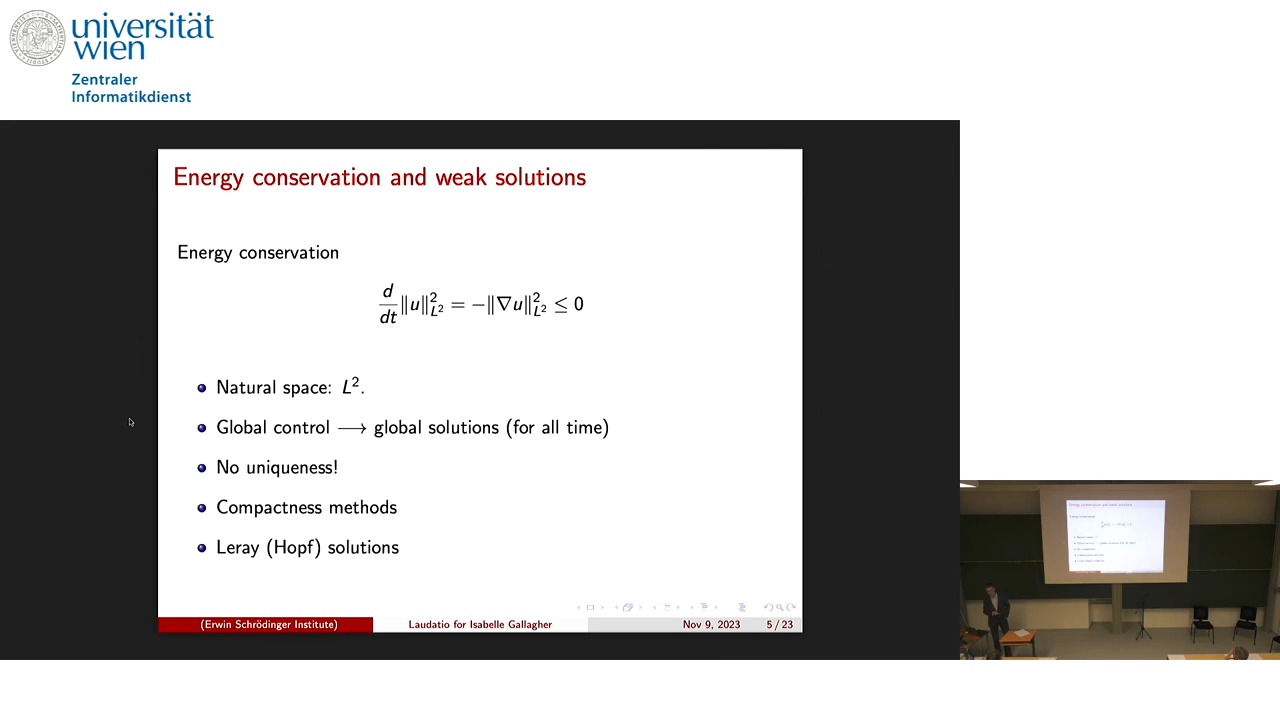 universität
wien
Zentraler
Informatikdienst
Energy conservation and weak solutions
Energy conservation
d/dt ‖u‖²_{L²} = −‖∇u‖²_{L²} ≤ 0
Natural space: L².
Global control ⟶ global solutions (for all time)
No uniqueness!
Compactness methods
Leray (Hopf) solutions
(Erwin Schrödinger Institute) Laudatio for Isabelle Gallagher Nov 9, 2023 5 / 23